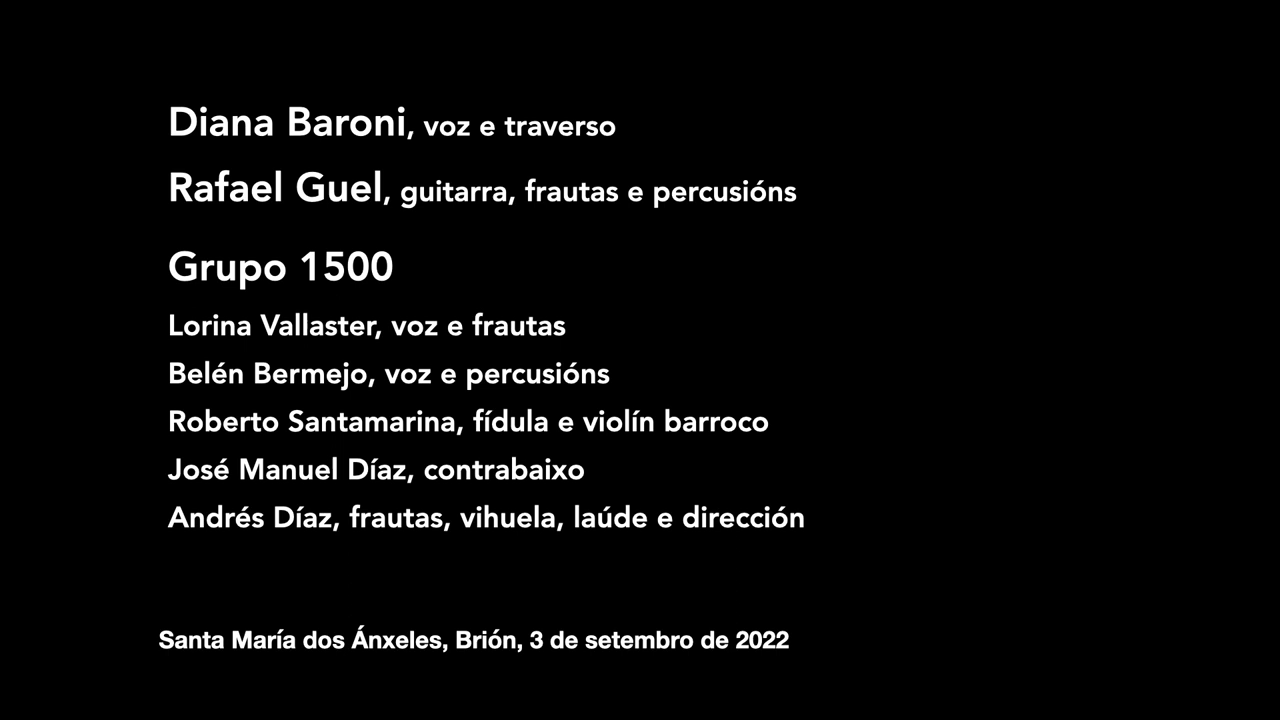 Diana Baroni, voz e traverso
Rafael Guel, guitarra, frautas e percusións
Grupo 1500
Lorina Vallaster, voz e frautas
Belén Bermejo, voz e percusións
Roberto Santamarina, fídula e violín barroco
José Manuel Díaz, contrabaixo
Andrés Díaz, frautas, vihuela, laúde e dirección
Santa María dos Ánxeles, Brión, 3 de setembro de 2022